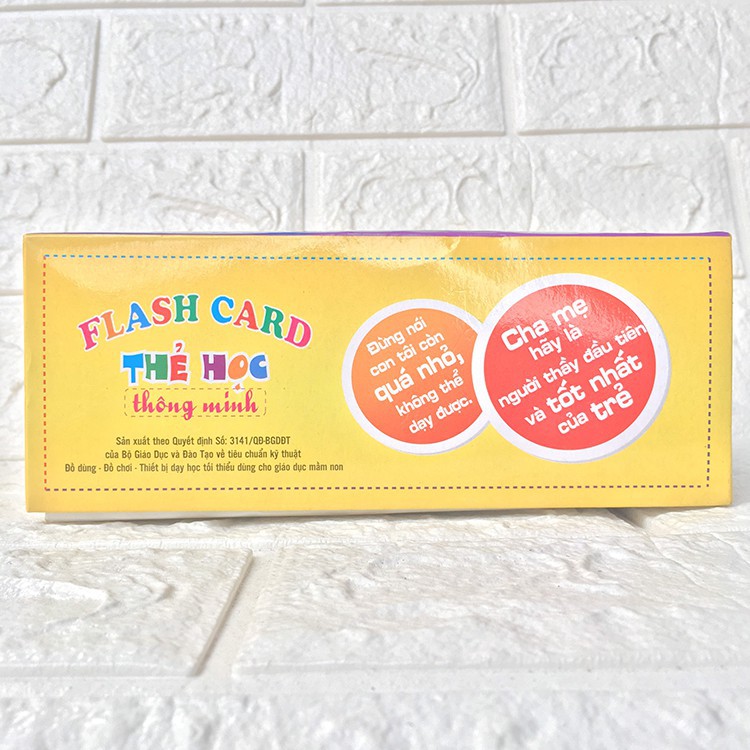 FLASH CARD
THẺ HỌC
thông minh
Sản xuất theo Quyết định Số: 3141/QĐ-BGDĐT
của Bộ Giáo Dục và Đào Tạo về tiêu chuẩn kỹ thuật
Đồ dùng - Đồ chơi - Thiết bị dạy học tối thiểu dùng cho giáo dục mầm non
Đừng nói
con tôi còn
quá nhỏ,
không thể
dạy được.
Cha mẹ
hãy là
người thầy đầu tiên
và tốt nhất
của trẻ